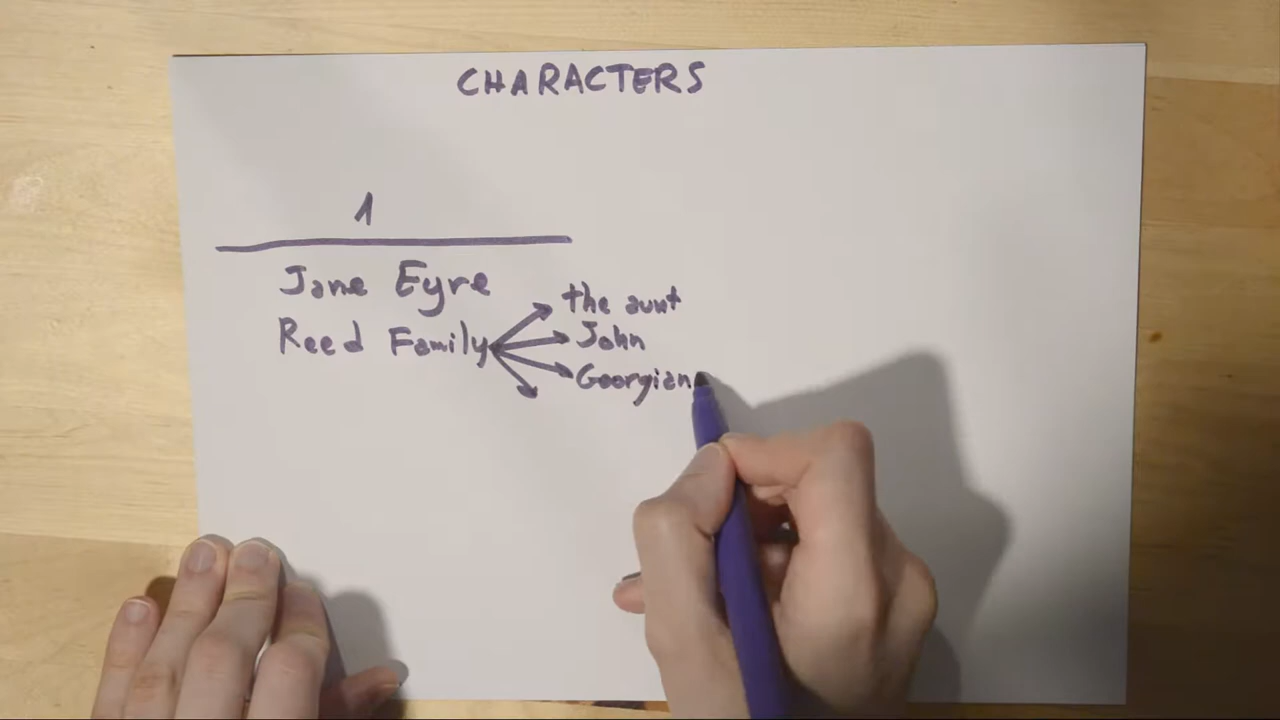 CHARACTERS
1
Jane Eyre
the aunt
Reed Family
John
Georgian